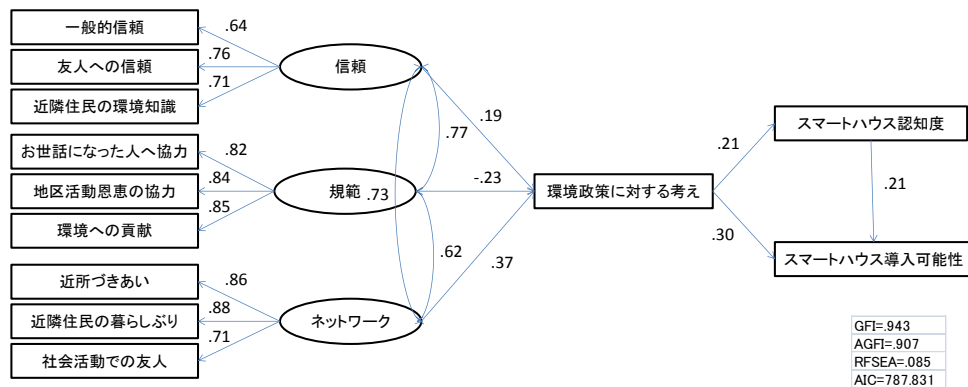 一般的信頼
友人への信頼
近隣住民の環境知識
.64
.76
.71
信頼
お世話になった人へ協力
地区活動恩恵の協力
環境への貢献
.82
.84
.85
規範
近所づきあい
近隣住民の暮らしぶり
社会活動での友人
.86
.88
.71
ネットワーク
.77
.73
.62
.19
-.23
.37
環境政策に対する考え
.21
.30
スマートハウス認知度
.21
スマートハウス導入可能性
GFI=.943
AGFI=.907
RFSEA=.085
AIC=787.831